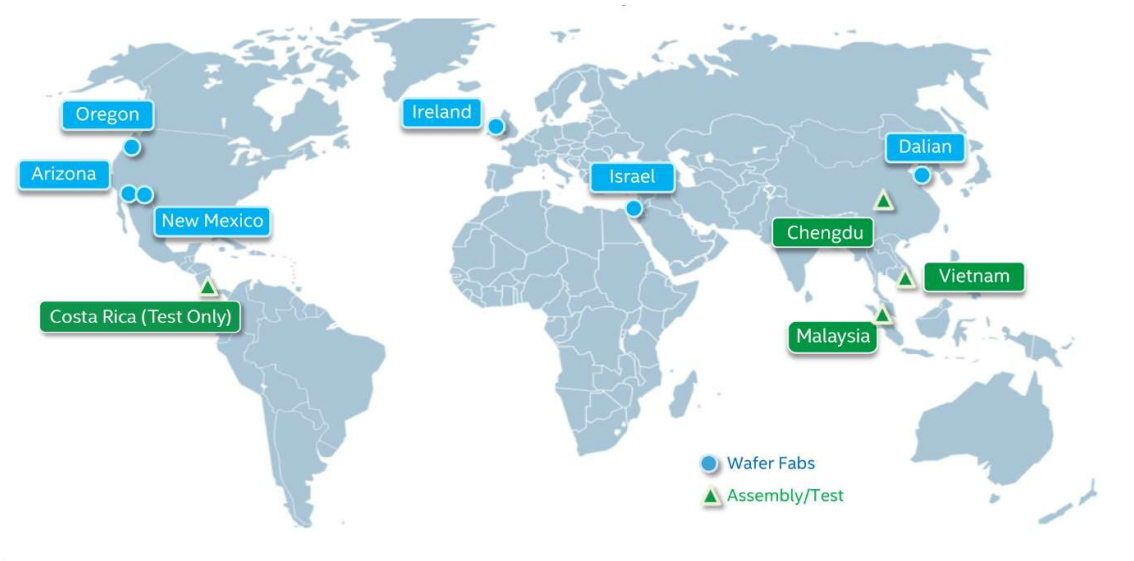 Oregon
Ireland
Dalian
Arizona
Israel
New Mexico
Chengdu
Vietnam
Costa Rica (Test Only)
Malaysia
Wafer Fabs
Assembly/Test